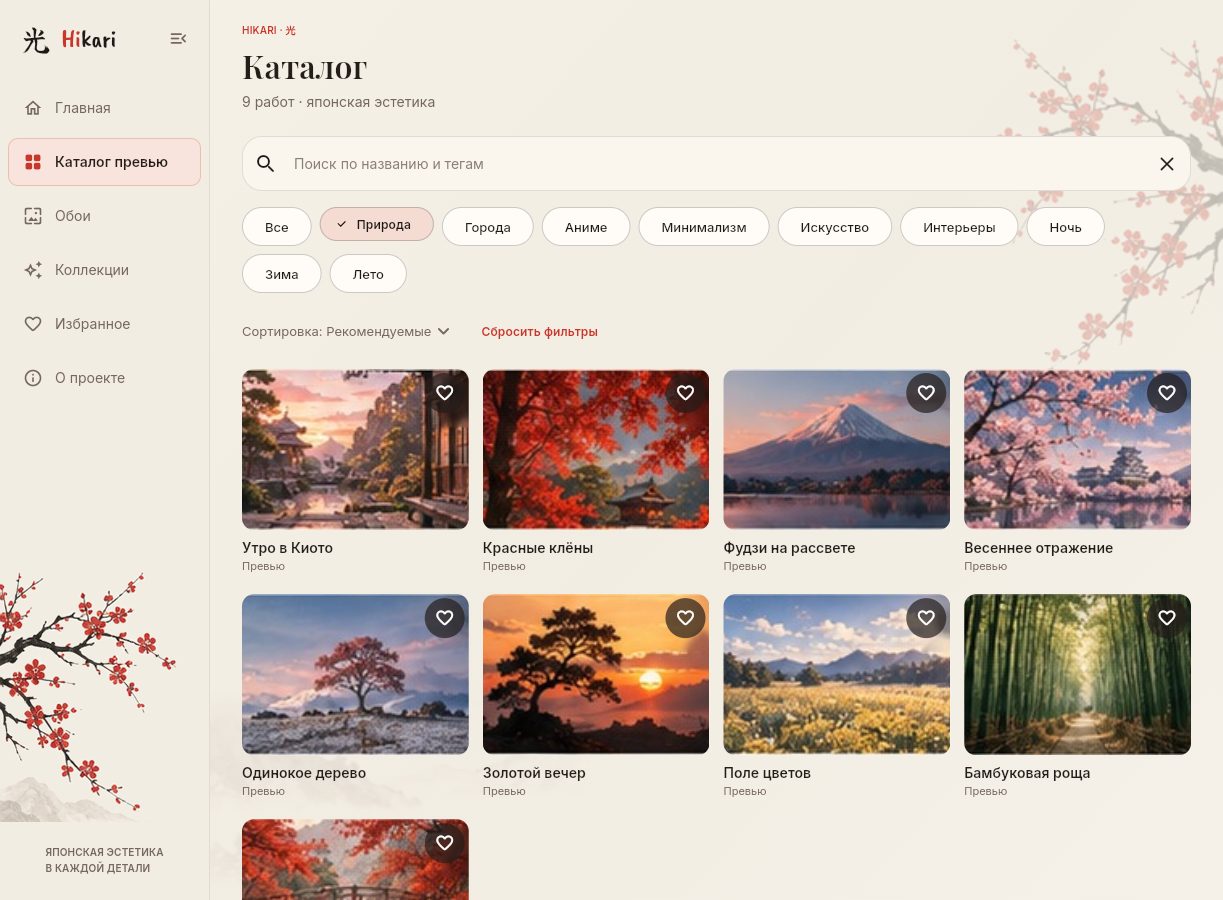 光 Hikari
Главная
Каталог превью
Обои
Коллекции
Избранное
О проекте
ЯПОНСКАЯ ЭСТЕТИКА
В КАЖДОЙ ДЕТАЛИ
HIKARI · 光
Каталог
9 работ · японская эстетика
Поиск по названию и тегам
Все Природа Города Аниме Минимализм Искусство Интерьеры Ночь
Зима Лето
Сортировка: Рекомендуемые Сбросить фильтры
Утро в Киото Красные клёны Фудзи на рассвете Весеннее отражение
Превью Превью Превью Превью
Одинокое дерево Золотой вечер Поле цветов Бамбуковая роща
Превью Превью Превью Превью